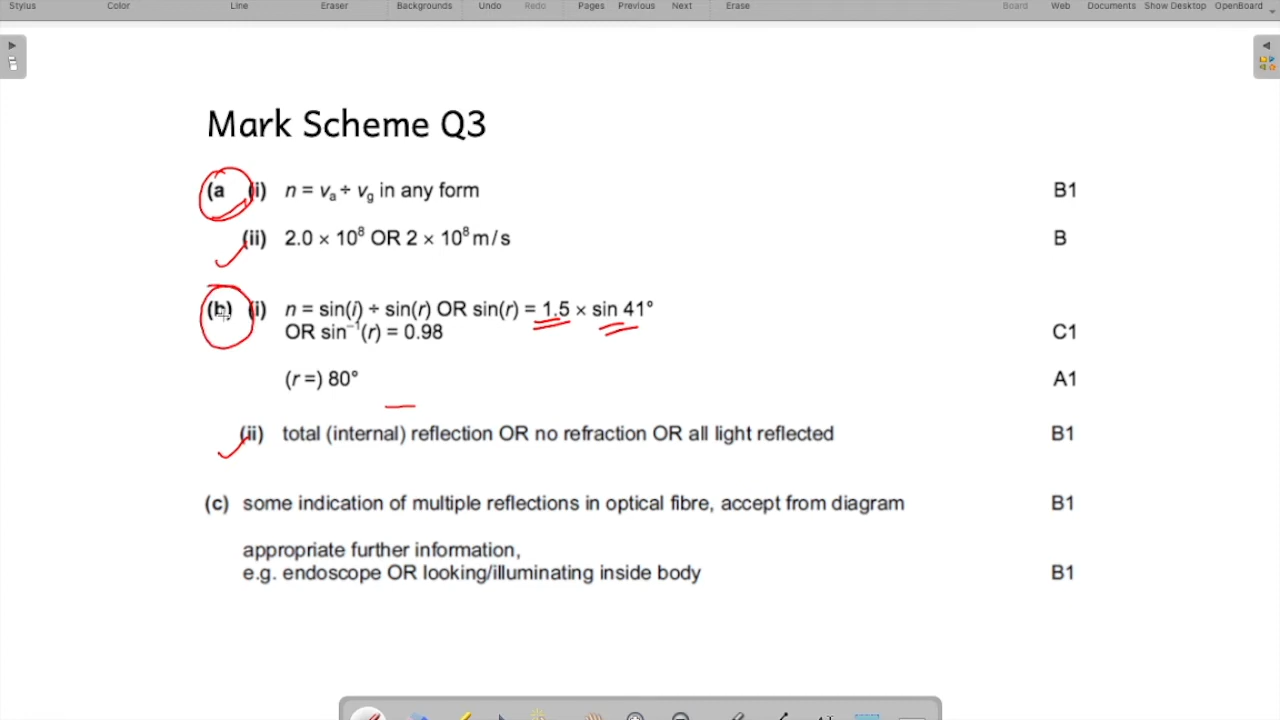 Stylus Color Line Eraser Backgrounds Undo Redo Pages Previous Next Erase Board Web Documents Show Desktop OpenBoard
Mark Scheme Q3
(a (i) n = vₐ ÷ v_g in any form B1
(ii) 2.0 × 10⁸ OR 2 × 10⁸ m/s B
(b) (i) n = sin(i) ÷ sin(r) OR sin(r) = 1.5 × sin 41°
OR sin⁻¹(r) = 0.98 C1
(r =) 80° A1
(ii) total (internal) reflection OR no refraction OR all light reflected B1
(c) some indication of multiple reflections in optical fibre, accept from diagram B1
appropriate further information,
e.g. endoscope OR looking/illuminating inside body B1